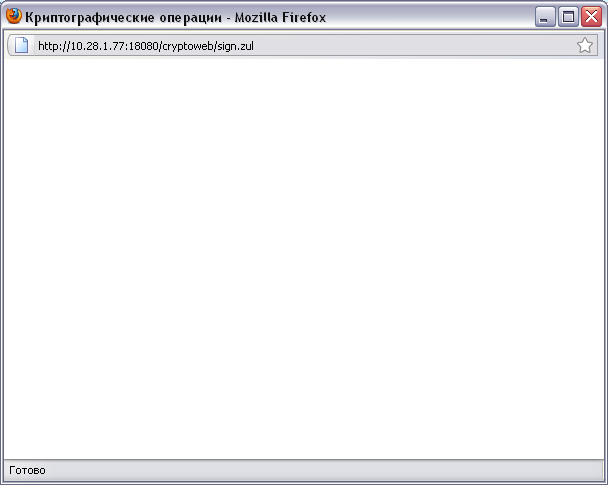 Криптографические операции - Mozilla Firefox
http://10.28.1.77:18080/cryptoweb/sign.zul
Готово